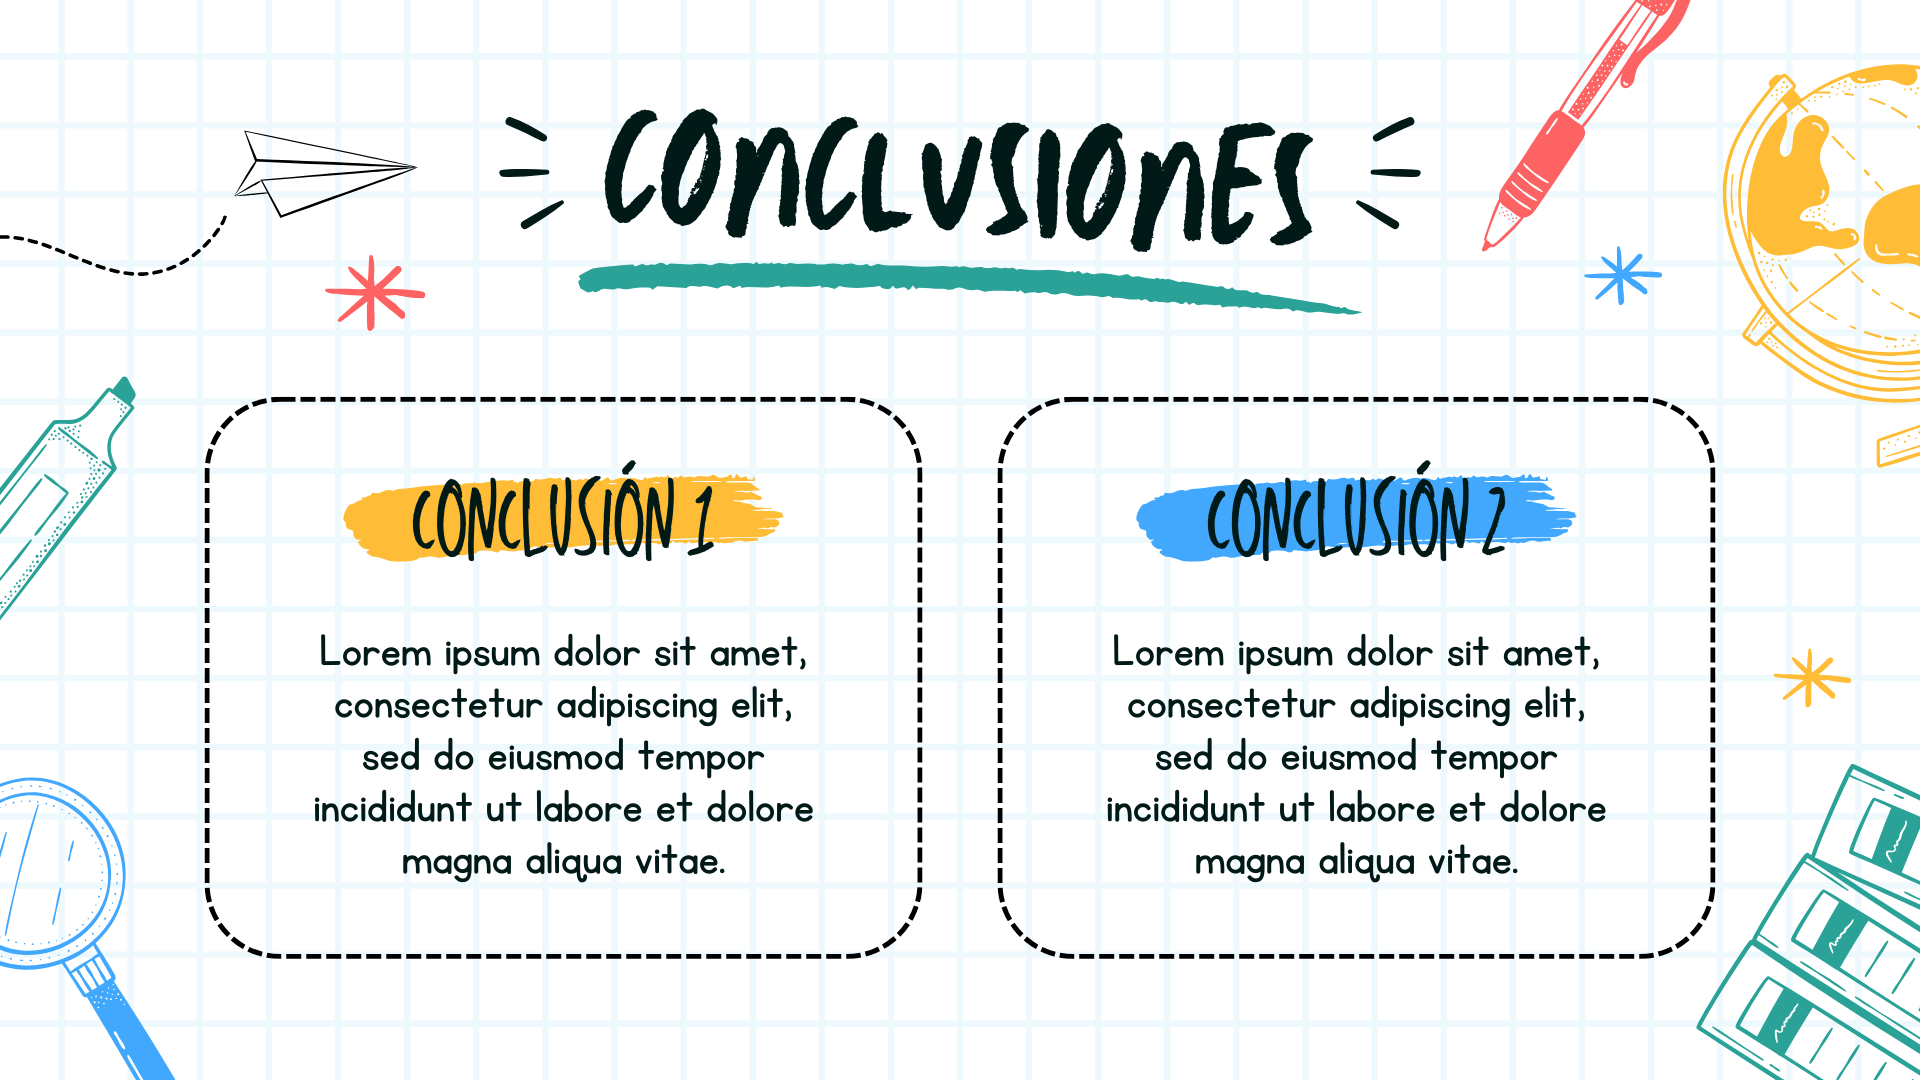 CONCLUSIONES
CONCLUSIÓN 1
Lorem ipsum dolor sit amet,
consectetur adipiscing elit,
sed do eiusmod tempor
incididunt ut labore et dolore
magna aliqua vitae.
CONCLUSIÓN 2
Lorem ipsum dolor sit amet,
consectetur adipiscing elit,
sed do eiusmod tempor
incididunt ut labore et dolore
magna aliqua vitae.